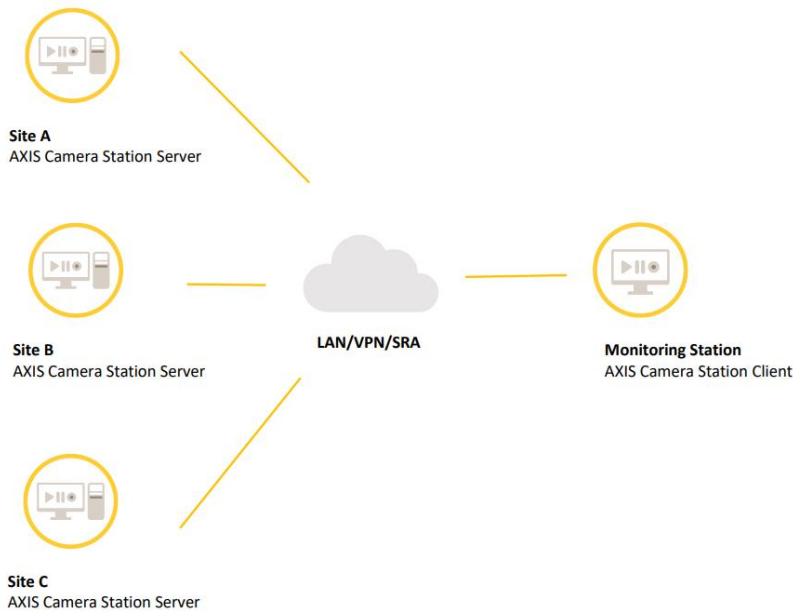 Site A
AXIS Camera Station Server
Site B
AXIS Camera Station Server
LAN/VPN/SRA
Monitoring Station
AXIS Camera Station Client
Site C
AXIS Camera Station Server